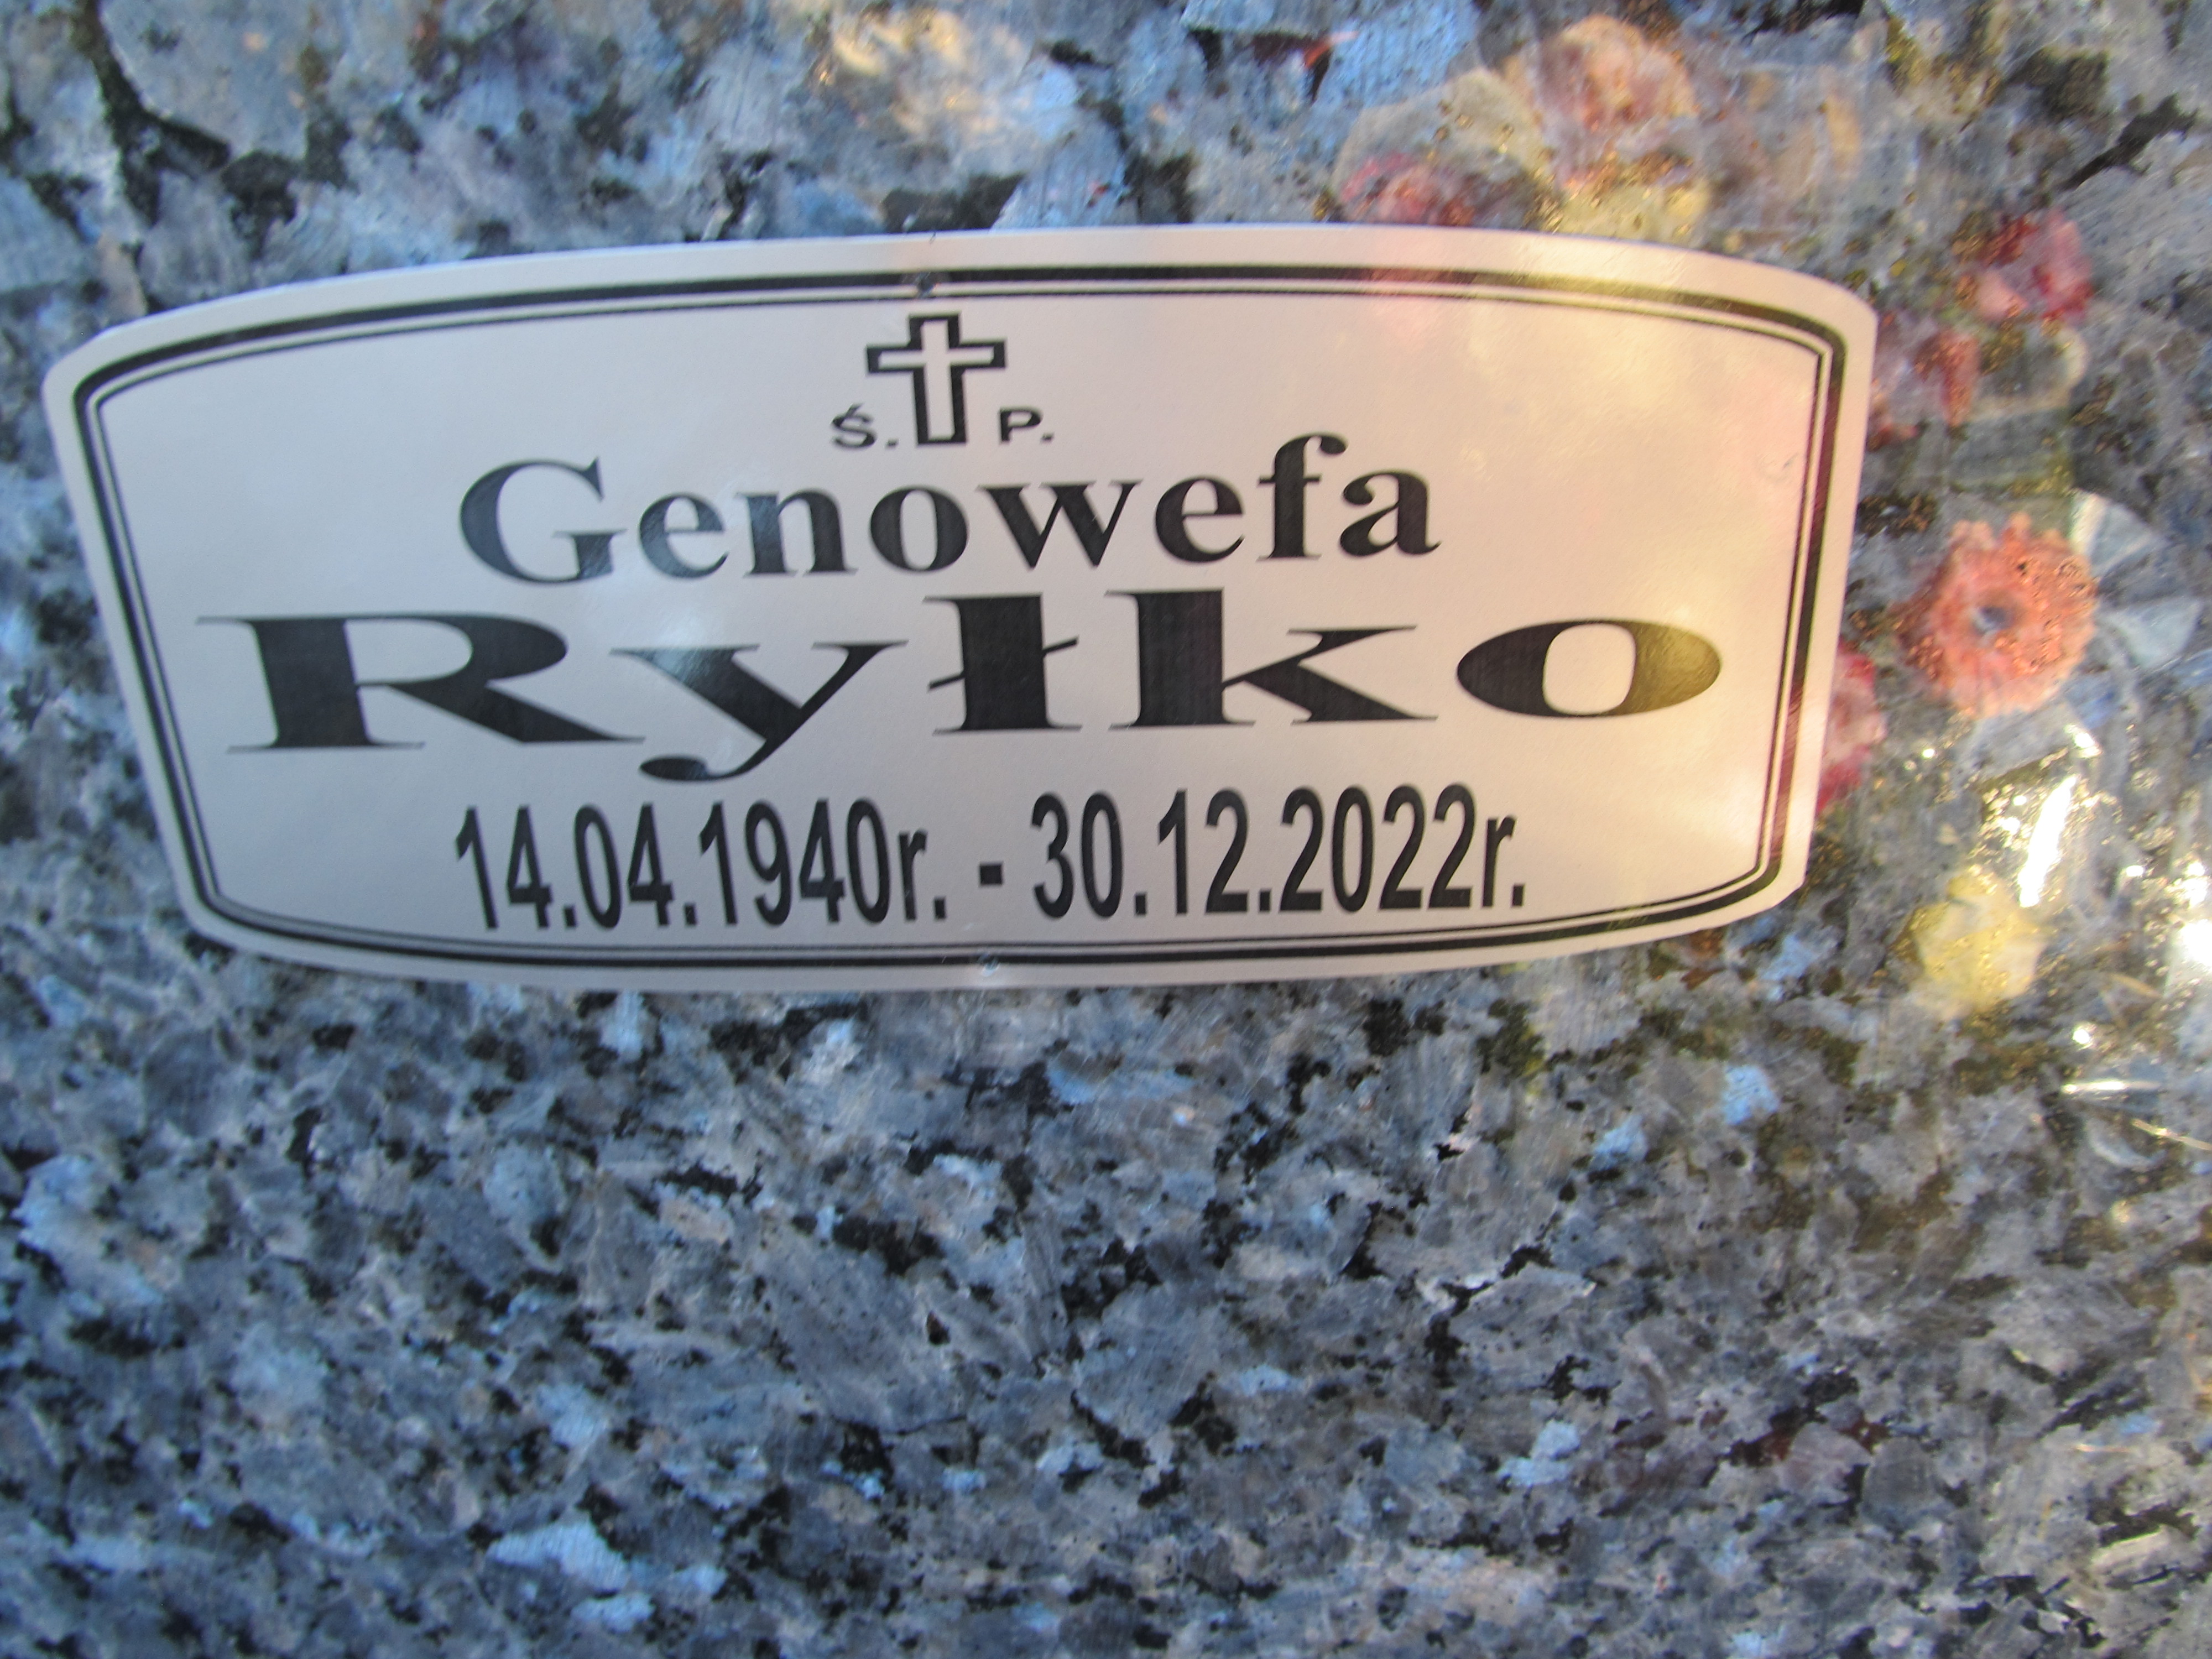 Ś. P.
Genowefa
Ryłko
14.04.1940r. - 30.12.2022r.